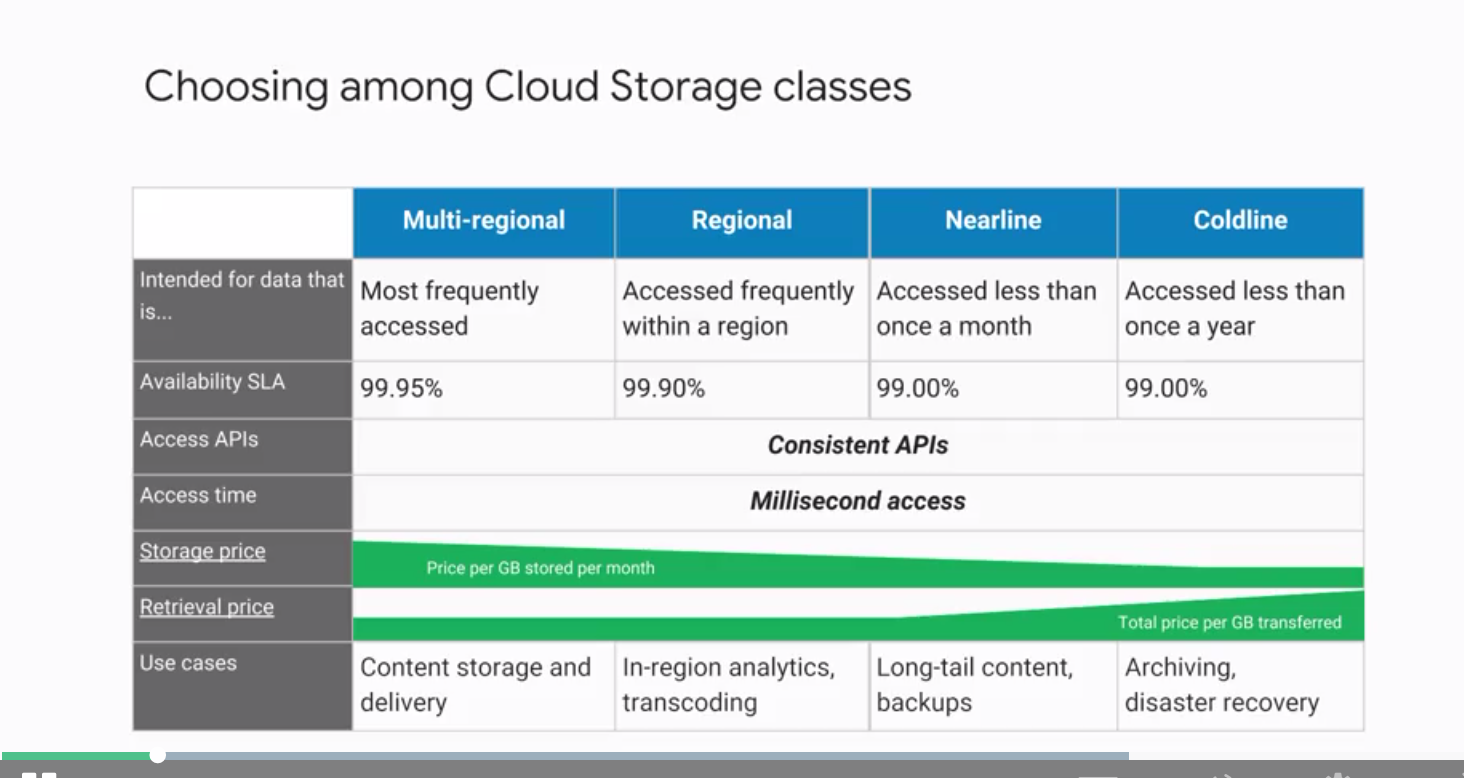 Choosing among Cloud Storage classes
Multi-regional
Regional
Nearline
Coldline
Intended for data that
is...
Most frequently
accessed
Accessed frequently
within a region
Accessed less than
once a month
Accessed less than
once a year
Availability SLA
99.95%
99.90%
99.00%
99.00%
Access APIs
Consistent APIs
Access time
Millisecond access
Storage price
Price per GB stored per month
Retrieval price
Total price per GB transferred
Use cases
Content storage and
delivery
In-region analytics,
transcoding
Long-tail content,
backups
Archiving,
disaster recovery